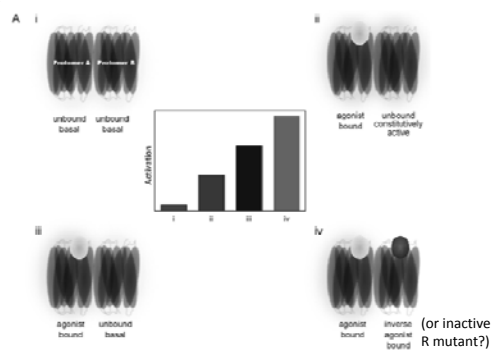 A
i
Protomer A
Protomer B
unbound
basal
unbound
basal
ii
agonist
bound
unbound
constitutively
active
Activation
i
ii
iii
iv
iii
agonist
bound
unbound
basal
iv
agonist
bound
inverse
agonist
bound
(or inactive
R mutant?)